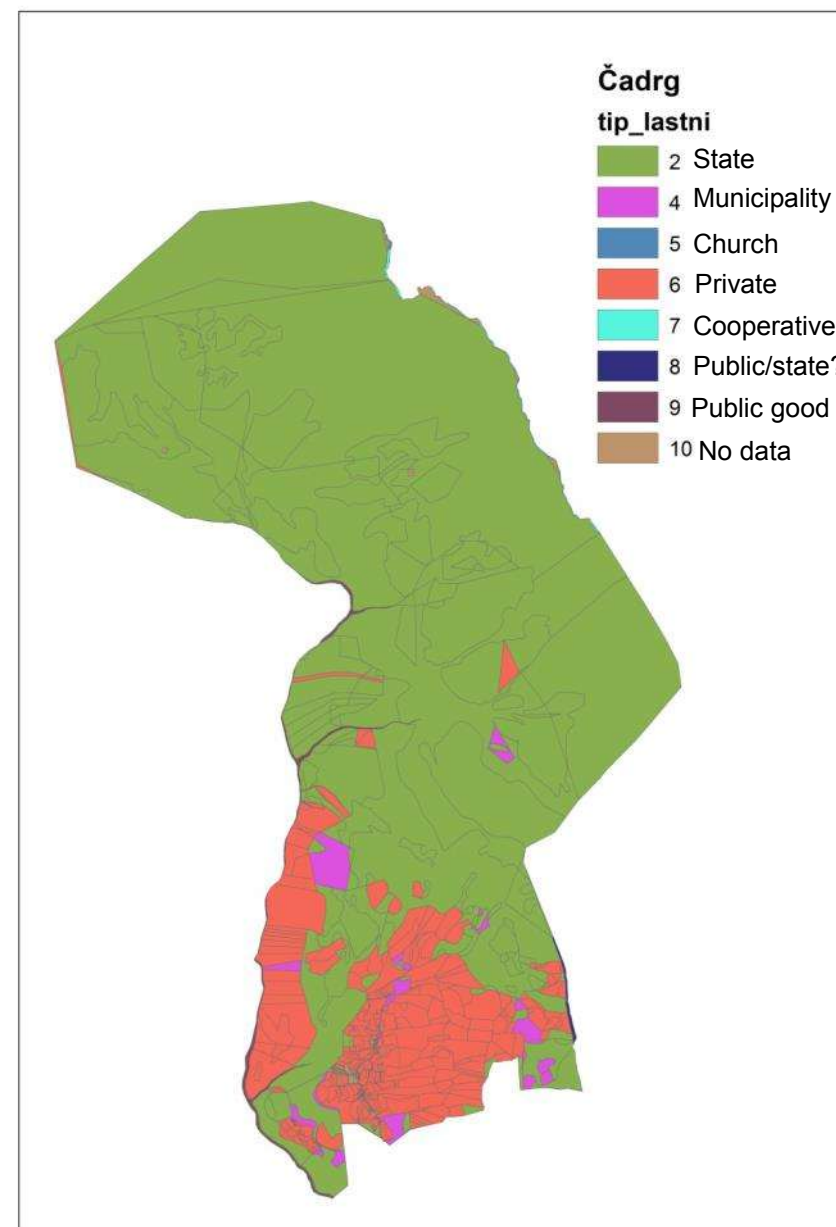 Čadrg
tip_lastni
2 State
4 Municipality
5 Church
6 Private
7 Cooperative
8 Public/state?
9 Public good
10 No data